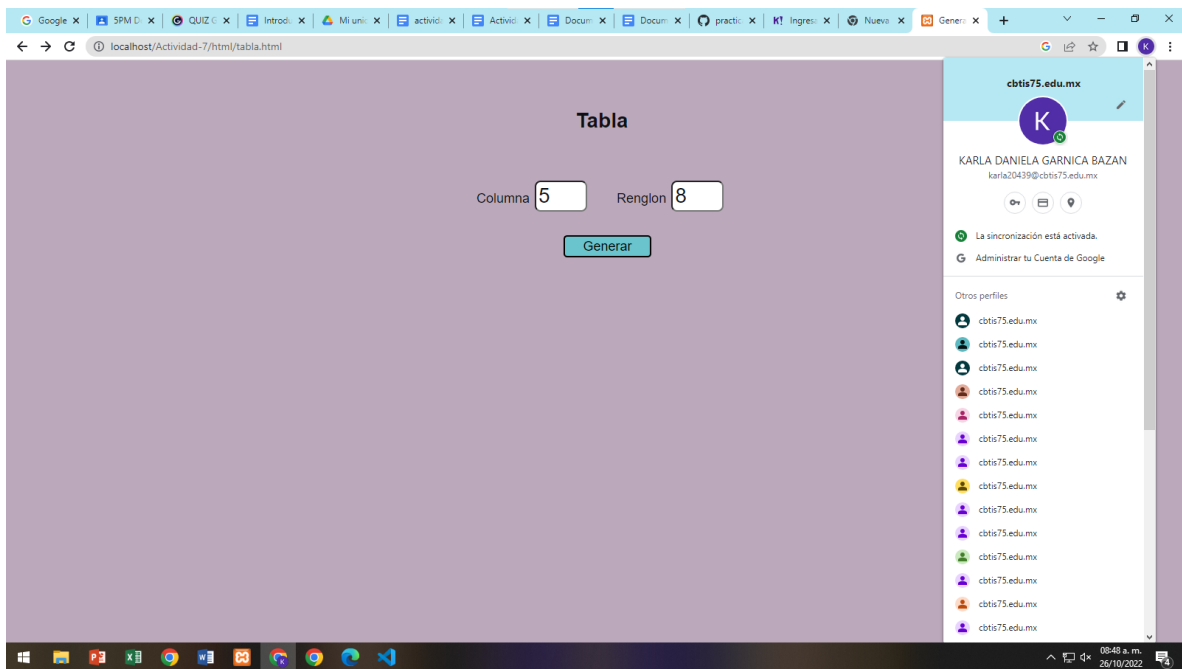 Google
5PM D
QUIZ G
Introdu
Mi unid
activid
Activid
Docum
Docum
practic
K! Ingresa
Nueva
Genera
localhost/Actividad-7/html/tabla.html
K
Tabla
Columna 5 Renglon 8
Generar
cbtis75.edu.mx
K
KARLA DANIELA GARNICA BAZAN
karla20439@cbtis75.edu.mx
La sincronización está activada.
G Administrar tu Cuenta de Google
Otros perfiles
cbtis75.edu.mx
cbtis75.edu.mx
cbtis75.edu.mx
cbtis75.edu.mx
cbtis75.edu.mx
cbtis75.edu.mx
cbtis75.edu.mx
cbtis75.edu.mx
cbtis75.edu.mx
cbtis75.edu.mx
cbtis75.edu.mx
cbtis75.edu.mx
cbtis75.edu.mx
cbtis75.edu.mx
08:48 a. m.
26/10/2022
4